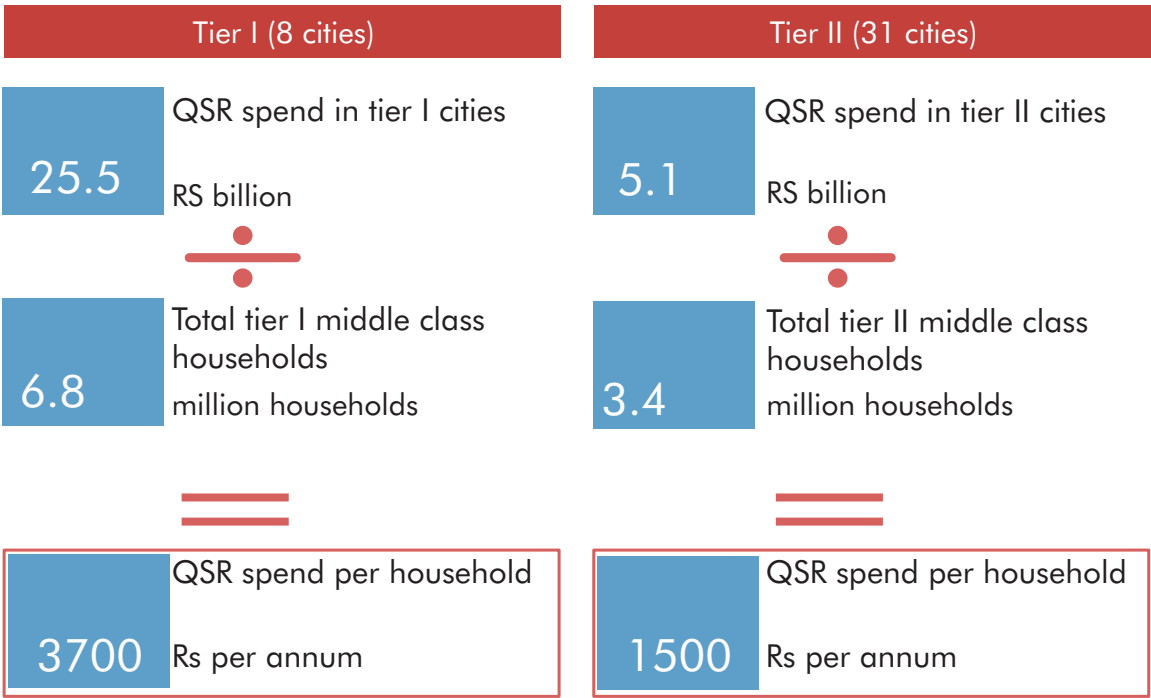 Tier I (8 cities)
25.5
QSR spend in tier I cities
RS billion
6.8
Total tier I middle class
households
million households
3700
QSR spend per household
Rs per annum
Tier II (31 cities)
5.1
QSR spend in tier II cities
RS billion
3.4
Total tier II middle class
households
million households
1500
QSR spend per household
Rs per annum